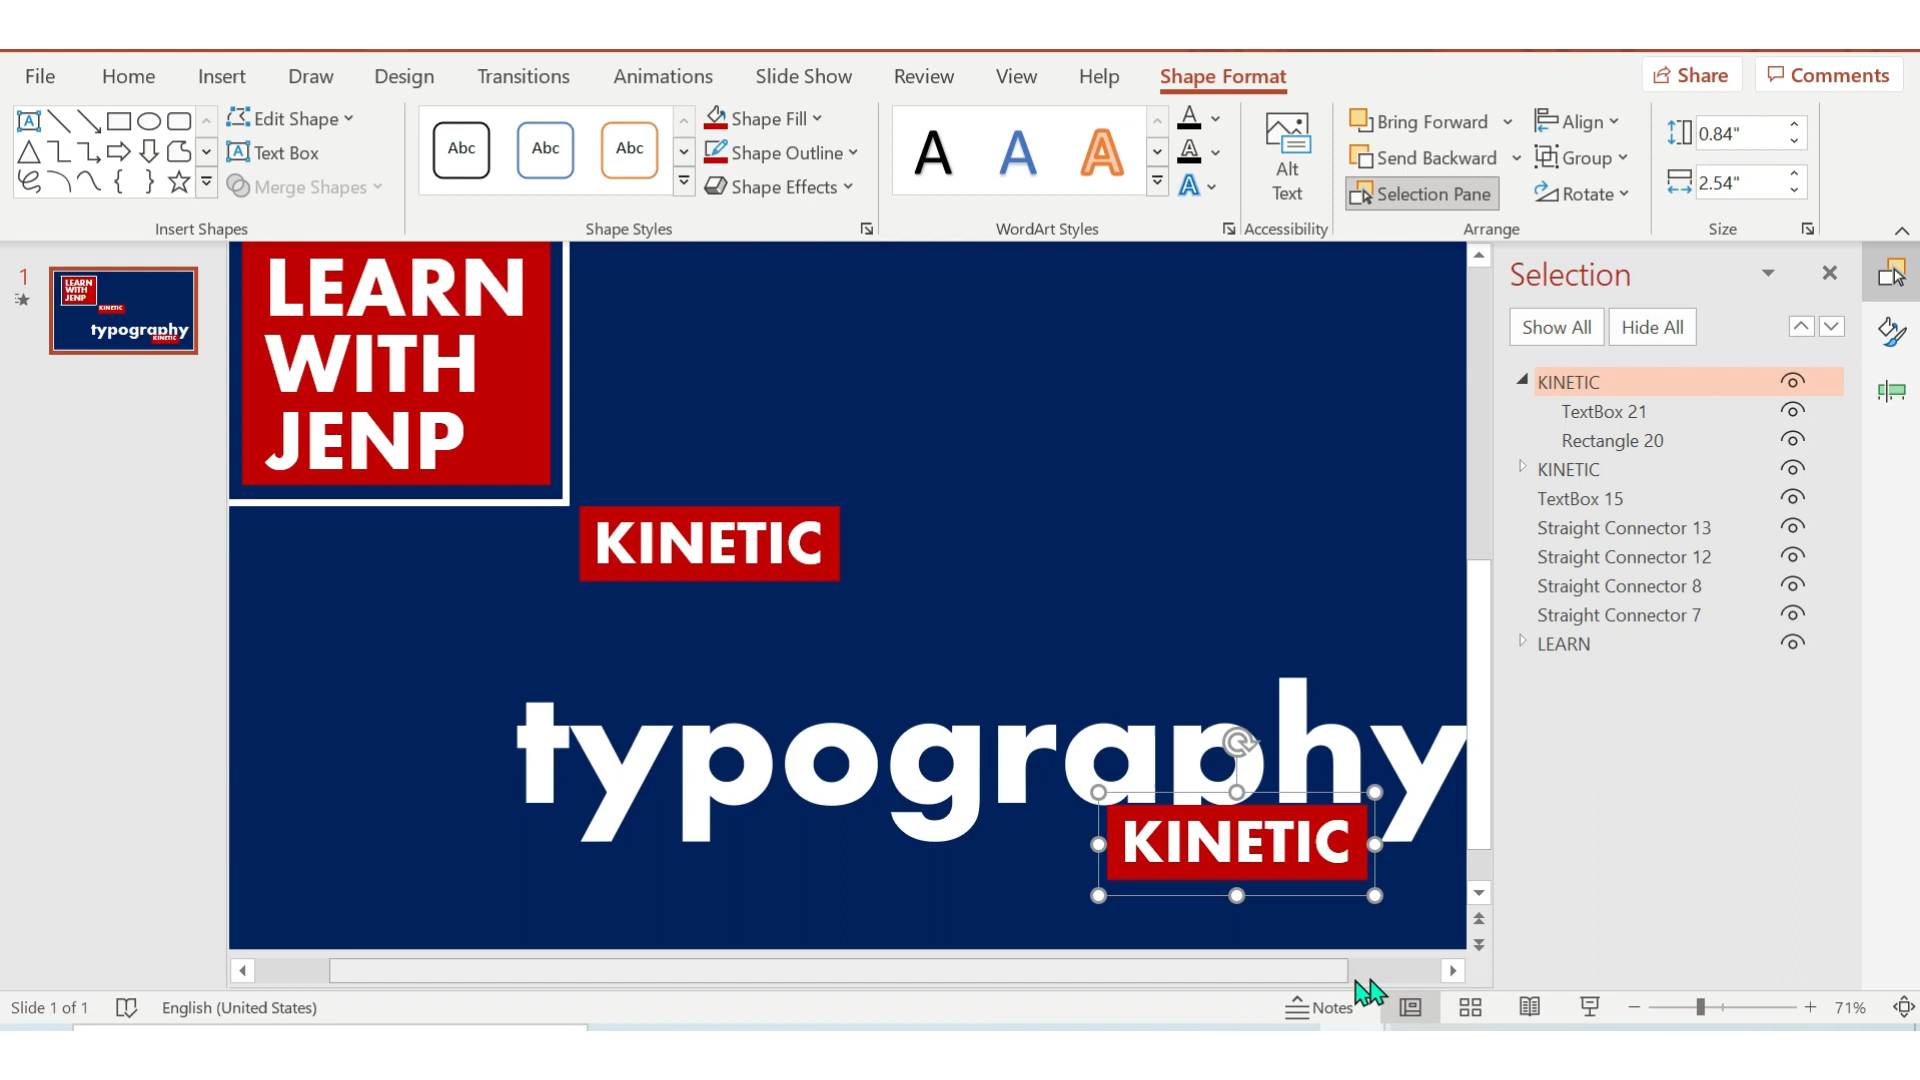 File Home Insert Draw Design Transitions Animations Slide Show Review View Help Shape Format Share Comments
Edit Shape
Text Box
Merge Shapes
Insert Shapes
Abc Abc Abc
Shape Fill
Shape Outline
Shape Effects
Shape Styles
A A A
WordArt Styles
Alt
Text
Accessibility
Bring Forward
Send Backward
Selection Pane
Align
Group
Rotate
Arrange
0.84"
2.54"
Size
1
LEARN
WITH
JENP
KINETIC
typography
KINETIC
LEARN
WITH
JENP
KINETIC
typography
KINETIC
Selection
Show All Hide All
KINETIC
TextBox 21
Rectangle 20
KINETIC
TextBox 15
Straight Connector 13
Straight Connector 12
Straight Connector 8
Straight Connector 7
LEARN
Slide 1 of 1 English (United States) Notes 71%